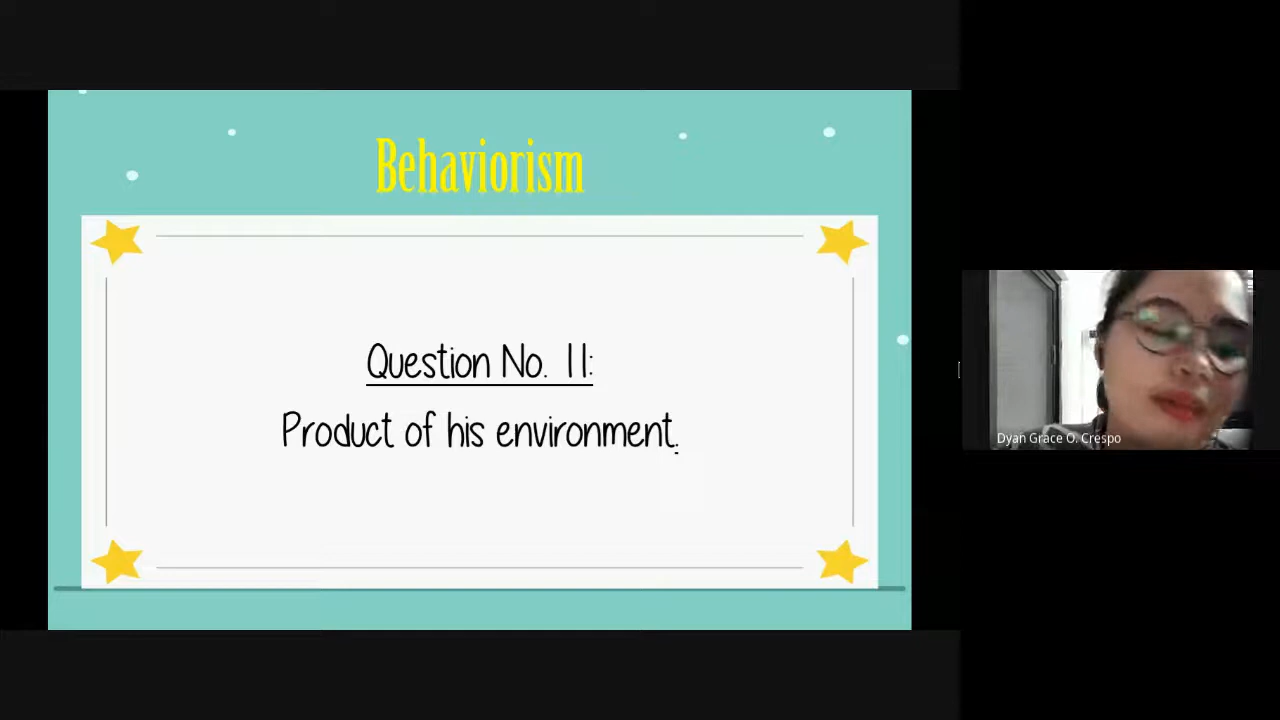 Behaviorism
Question No. 11:
Product of his environment.
Dyan Grace O. Crespo